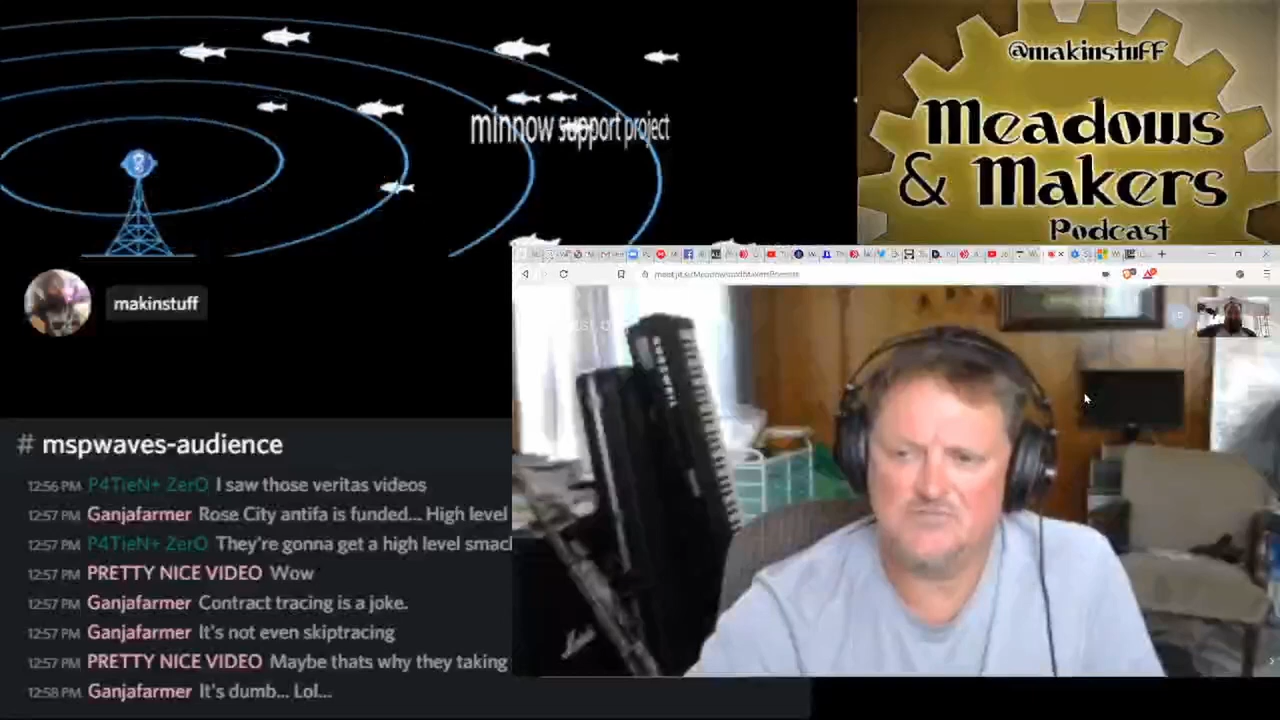 minnow support project
@makinstuff
Meadows
& Makers
Podcast
makinstuff
# mspwaves-audience
12:56 PM P4TieN+ ZerO I saw those veritas videos
12:57 PM Ganjafarmer Rose City antifa is funded... High level
12:57 PM P4TieN+ ZerO They're gonna get a high level smac
12:57 PM PRETTY NICE VIDEO Wow
12:57 PM Ganjafarmer Contract tracing is a joke.
12:57 PM Ganjafarmer It's not even skiptracing
12:57 PM PRETTY NICE VIDEO Maybe thats why they taking
12:58 PM Ganjafarmer It's dumb... Lol...